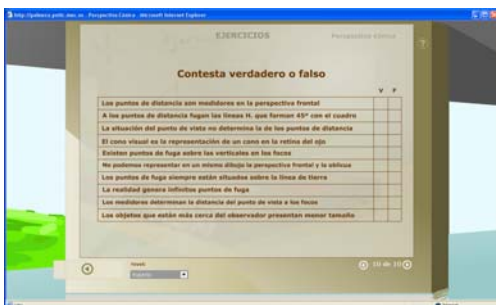 Perspectiva Cónica - Microsoft Internet Explorer
EJERCICIOS
Perspectiva Cónica
?
Contesta verdadero o falso
V F
Los puntos de distancia son medidores en la perspectiva frontal
A los puntos de distancia fugan las líneas H. que forman 45º con el cuadro
La situación del punto de vista no determina la de los puntos de distancia
El cono visual es la representación de un cono en la retina del ojo
Existen puntos de fuga sobre las verticales en los focos
No podemos representar en un mismo dibujo la perspectiva frontal y la oblicua
Los puntos de fuga siempre están situados sobre la línea de tierra
La realidad genera infinitos puntos de fuga
Los medidores determinan la distancia del punto de vista a los focos
Los objetos que están más cerca del observador presentan menor tamaño
10 de 10